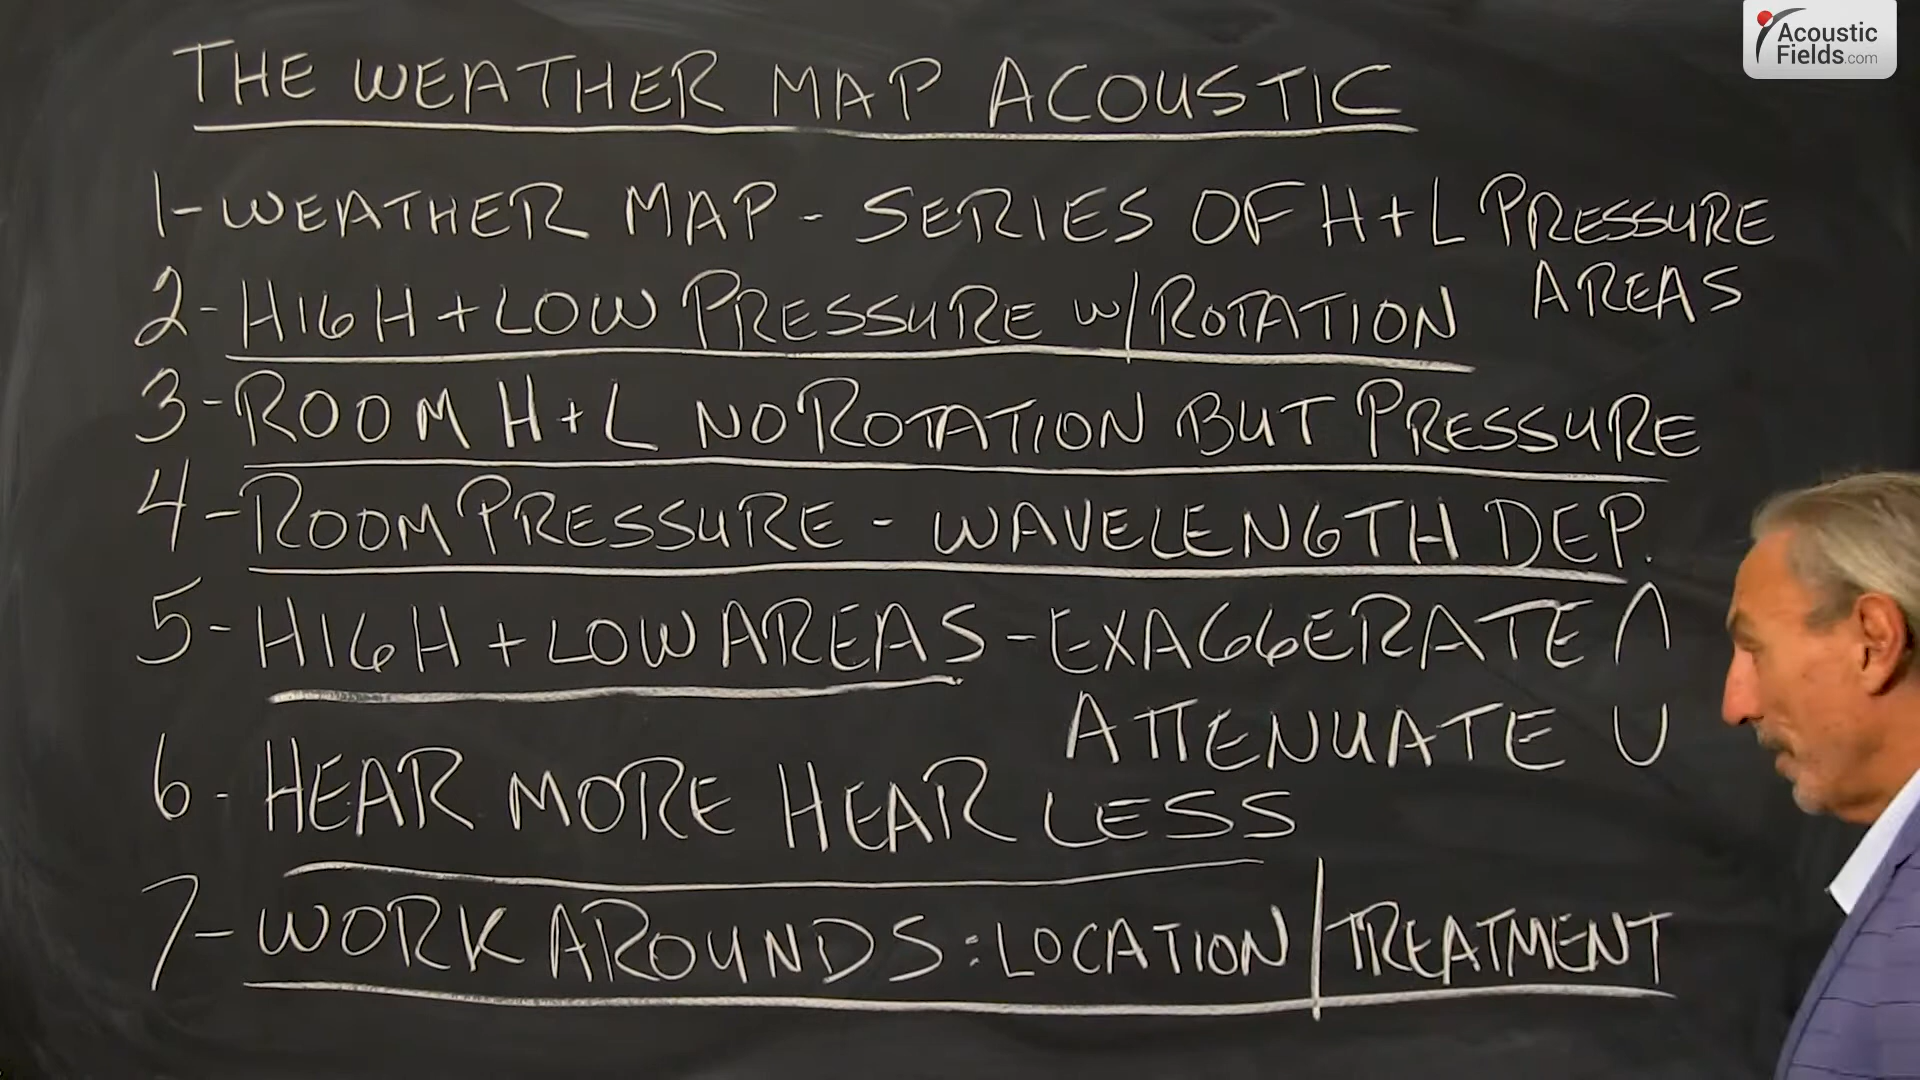 Acoustic
Fields.com
THE WEATHER MAP ACOUSTIC
1-WEATHER MAP - SERIES OF H+L PRESSURE
AREAS
2-HIGH+LOW PRESSURE W/ROTATION
3-ROOM H+L NO ROTATION BUT PRESSURE
4-ROOM PRESSURE - WAVELENGTH DEP.
5-HIGH+LOW AREAS-EXAGGERATE ∩
ATTENUATE ∪
6-HEAR MORE HEAR LESS
7-WORK AROUNDS:LOCATION/TREATMENT